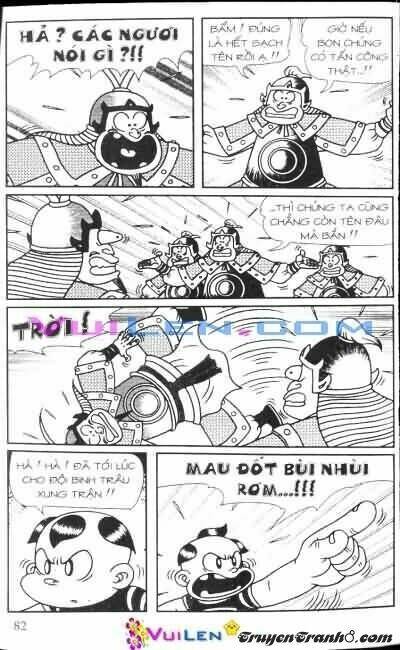 HẢ ? CÁC NGƯƠI
NÓI GÌ ?!!
BẨM ! ĐÚNG
LÀ HẾT SẠCH
TÊN RỒI Ạ !!
GIỜ NẾU
BỌN CHÚNG
CÓ TẤN CÔNG
THẬT..!!
..THÌ CHÚNG TA CŨNG
CHẲNG CÒN TÊN ĐÂU
MÀ BẮN !!
TRỜI !
VUILEN.COM
HÀ ! HÀ ! ĐÃ TỚI LÚC
CHO ĐỘI BINH TRÂU
XUNG TRẬN !!
MAU ĐỐT BÙI NHÙI
RƠM...!!!
82
VUILEN
TruyenTranh8.com